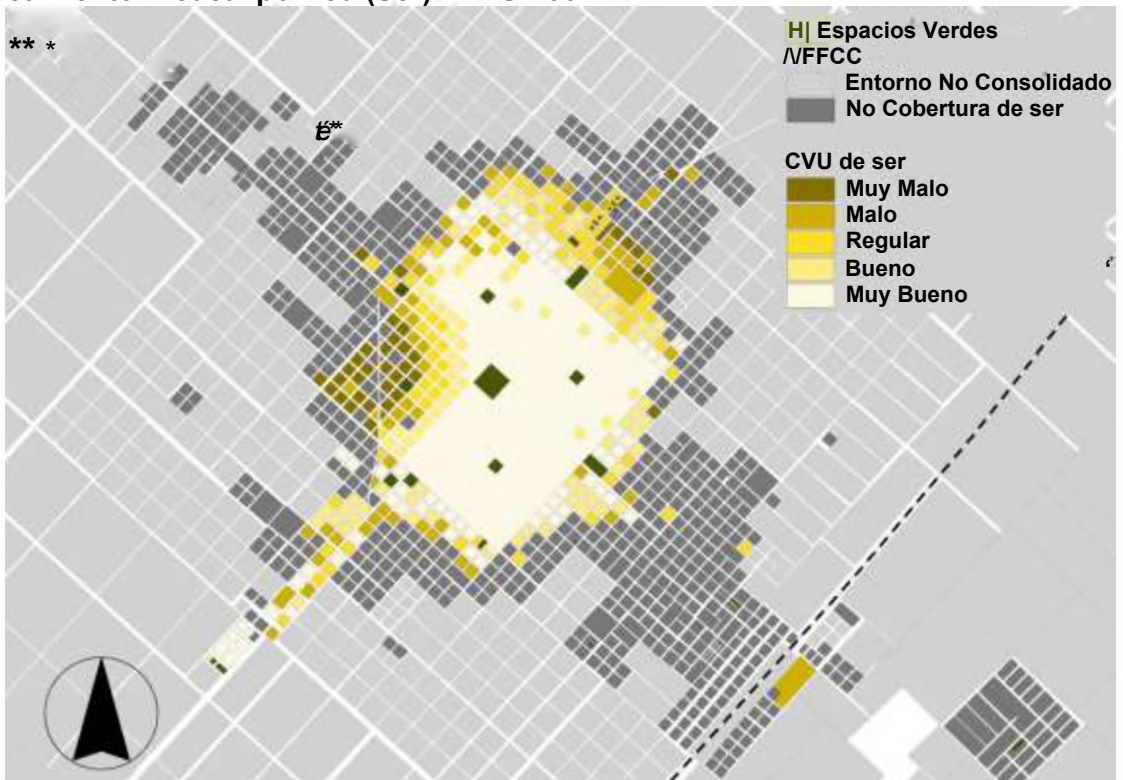 ** *
H| Espacios Verdes
/\/FFCC
Entorno No Consolidado
No Cobertura de ser
CVU de ser
Muy Malo
Malo
Regular
Bueno
Muy Bueno